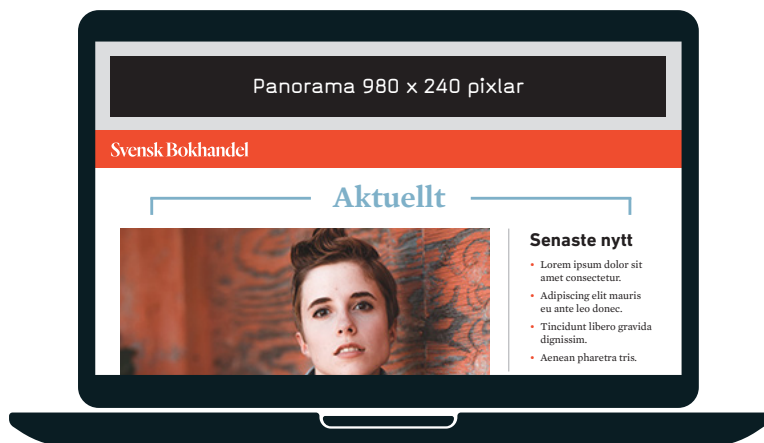 Panorama 980 x 240 pixlar
Svensk Bokhandel
Aktuellt
Senaste nytt
• Lorem ipsum dolor sit
amet consectetur.
• Adipiscing elit mauris
eu ante leo donec.
• Tincidunt libero gravida
dignissim.
• Aenean pharetra tris.